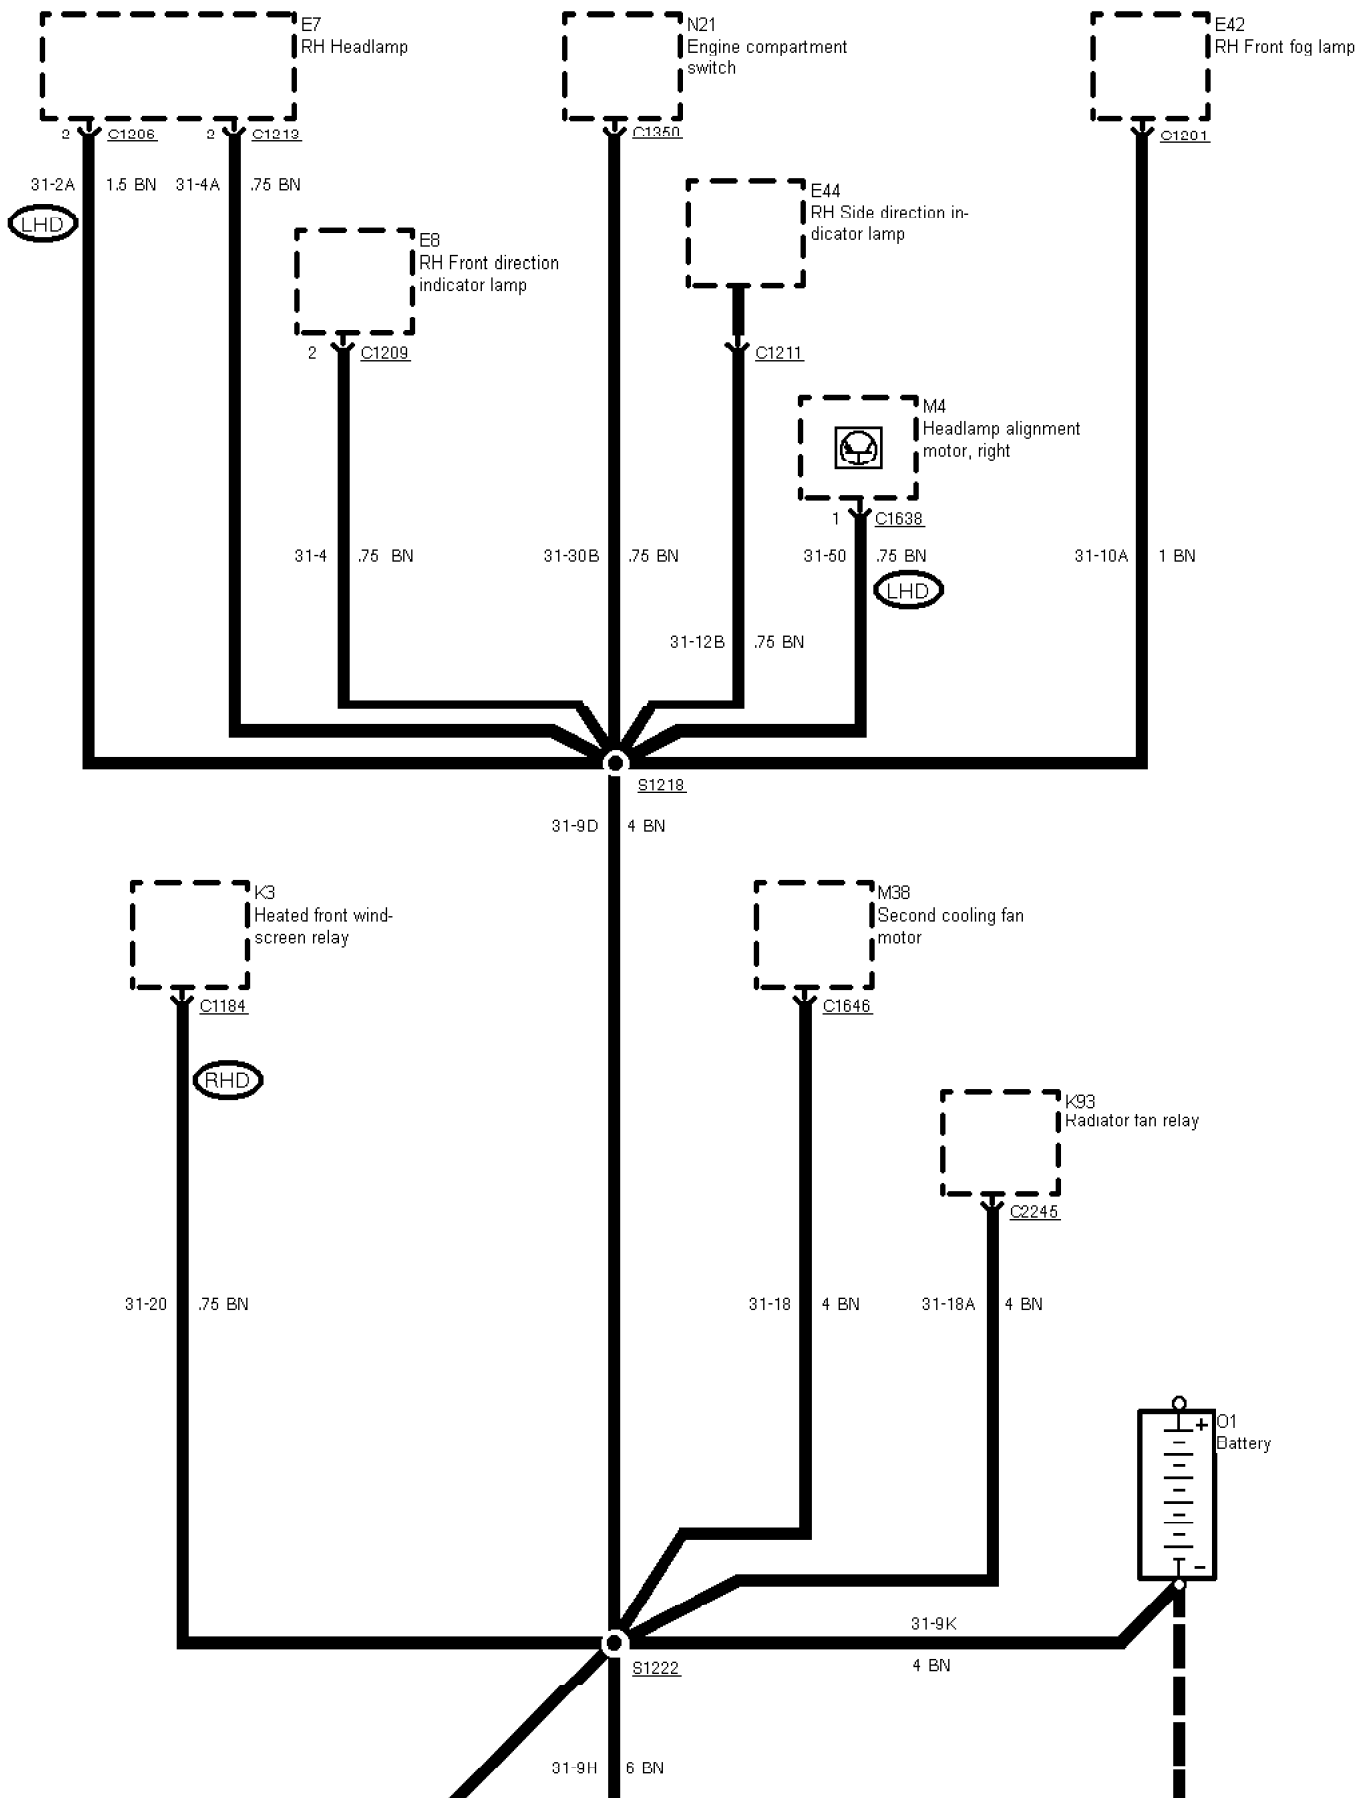 E7
RH Headlamp
N21
Engine compartment
switch
E42
RH Front fog lamp
2 C1206
2 C1213
C1350
C1201
31-2A 1.5 BN
31-4A .75 BN
LHD
E44
RH Side direction in-
dicator lamp
E8
RH Front direction
indicator lamp
2 C1209
C1211
M4
Headlamp alignment
motor, right
1 C1638
31-4 .75 BN
31-30B .75 BN
31-50 .75 BN
31-10A 1 BN
LHD
31-12B .75 BN
S1218
31-9D 4 BN
K3
Heated front wind-
screen relay
M38
Second cooling fan
motor
C1184
C1646
RHD
K93
Radiator fan relay
C2245
31-20 .75 BN
31-18 4 BN
31-18A 4 BN
+
O1
Battery
-
31-9K
4 BN
S1222
31-9H 6 BN